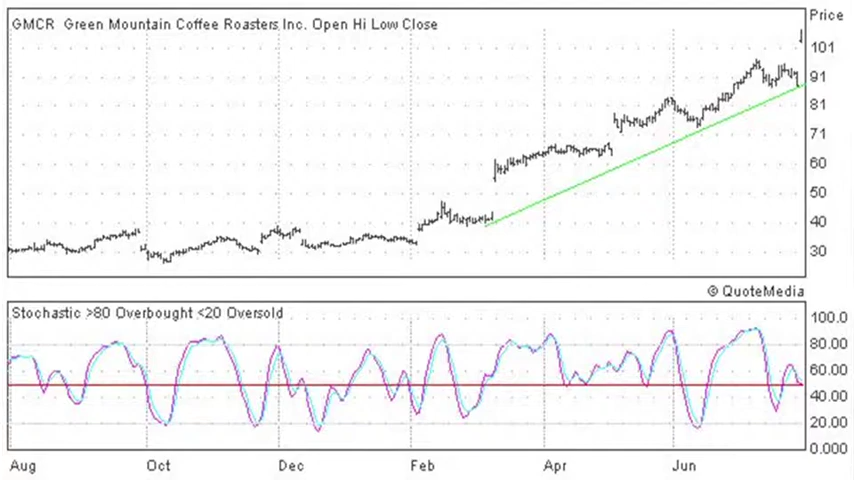 GMCR Green Mountain Coffee Roasters Inc. Open Hi Low Close
Price
101
91
81
71
60
50
40
30
© QuoteMedia
Stochastic >80 Overbought <20 Oversold
100.0
80.00
60.00
40.00
20.00
0.000
Aug Oct Dec Feb Apr Jun